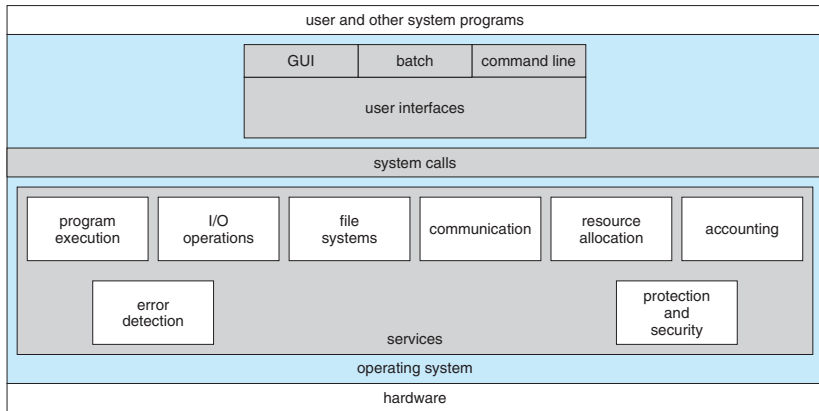 user and other system programs
GUI
batch
command line
user interfaces
system calls
program
execution
I/O
operations
file
systems
communication
resource
allocation
accounting
error
detection
protection
and
security
services
operating system
hardware